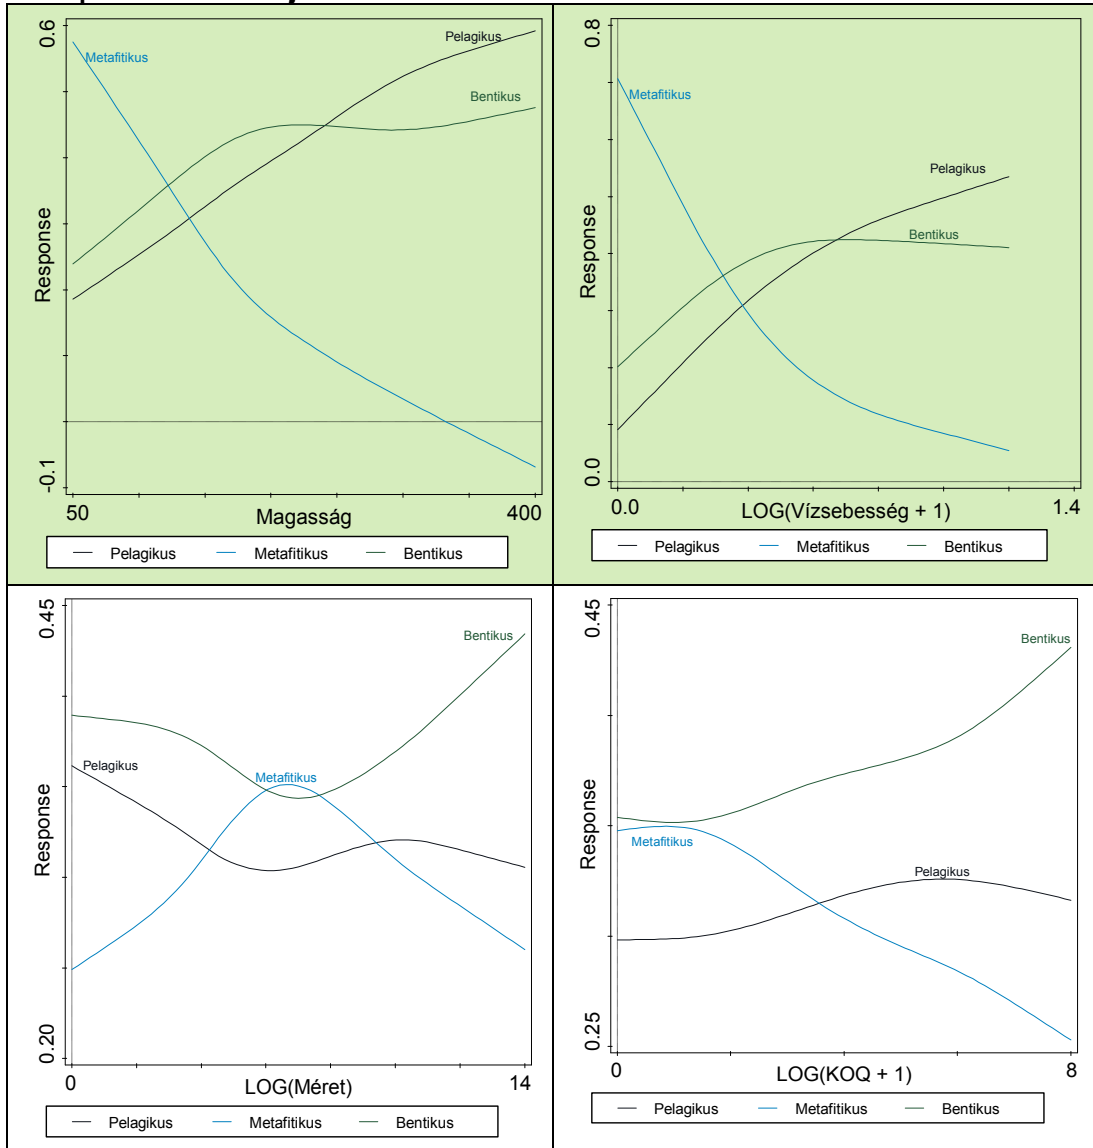 0.6
Metafitikus
Pelagikus
Bentikus
Response
-0.1
50
Magasság
400
Pelagikus Metafitikus Bentikus
0.8
Metafitikus
Pelagikus
Bentikus
Response
0.0
0.0
LOG(Vízsebesség + 1)
1.4
Pelagikus Metafitikus Bentikus
0.45
Bentikus
Pelagikus
Metafitikus
Response
0.20
0
LOG(Méret)
14
Pelagikus Metafitikus Bentikus
0.45
Bentikus
Metafitikus
Pelagikus
Response
0.25
0
LOG(KOQ + 1)
8
Pelagikus Metafitikus Bentikus